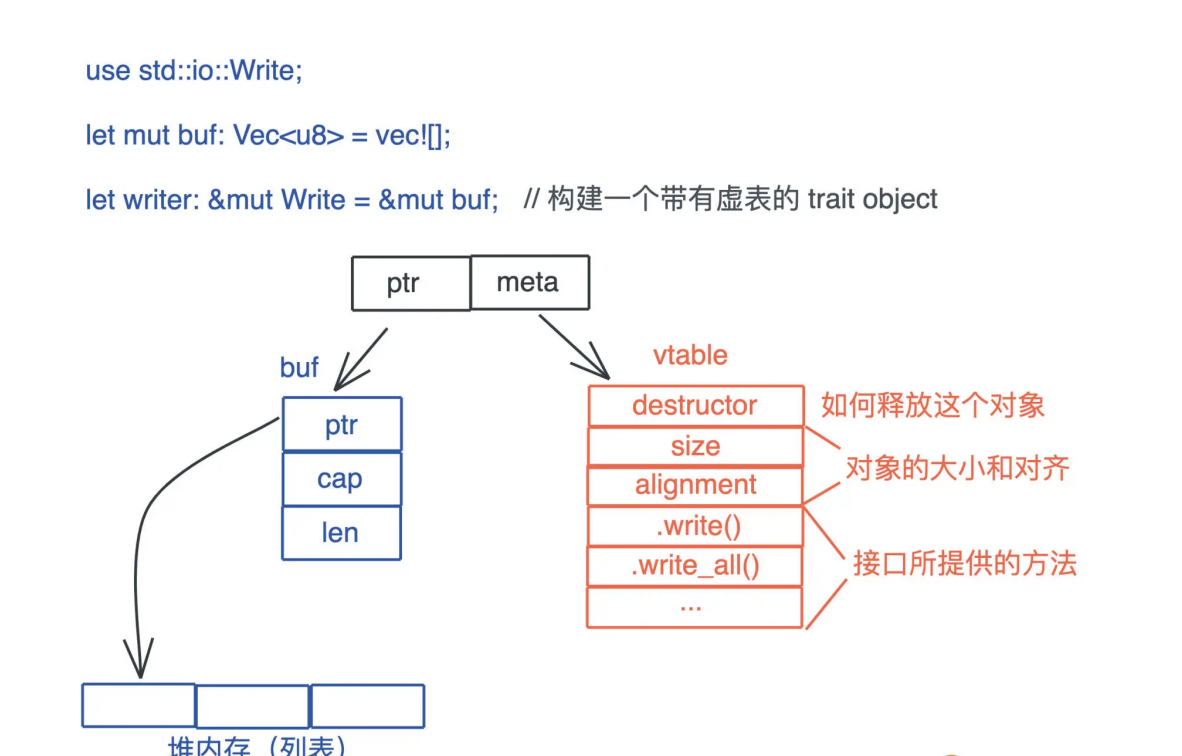 use std::io::Write;
let mut buf: Vec<u8> = vec![];
let writer: &mut Write = &mut buf; // 构建一个带有虚表的 trait object
ptr meta
buf
vtable
ptr
cap
len
destructor
如何释放这个对象
size
alignment
对象的大小和对齐
.write()
.write_all()
...
接口所提供的方法
堆内存（列表）